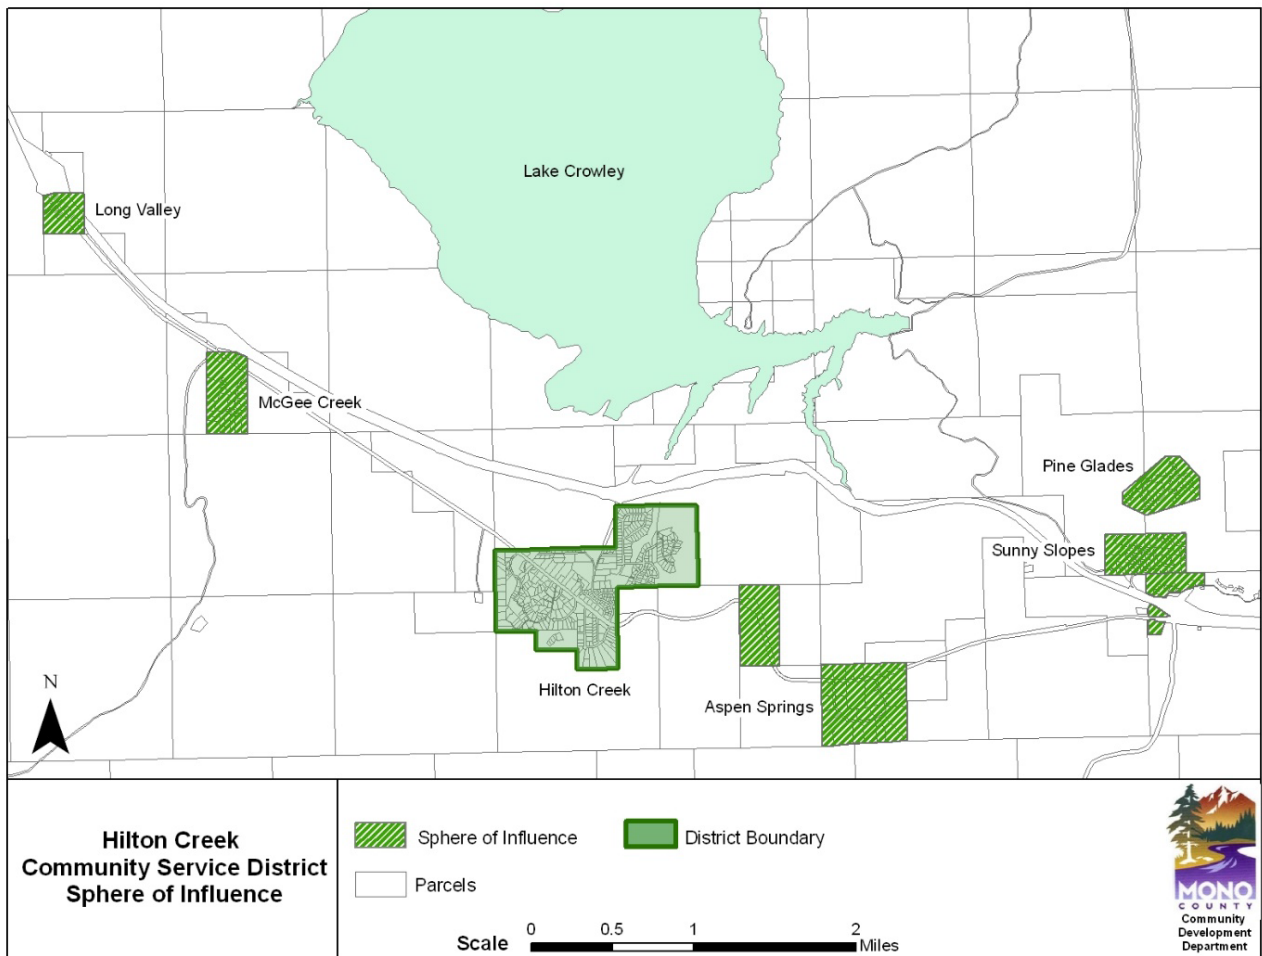 Lake Crowley
Long Valley
McGee Creek
Pine Glades
Sunny Slopes
Hilton Creek
Aspen Springs
N
Hilton Creek
Community Service District
Sphere of Influence
Sphere of Influence
District Boundary
Parcels
Scale
0 0.5 1 2
Miles
MONO
COUNTY
Community
Development
Department